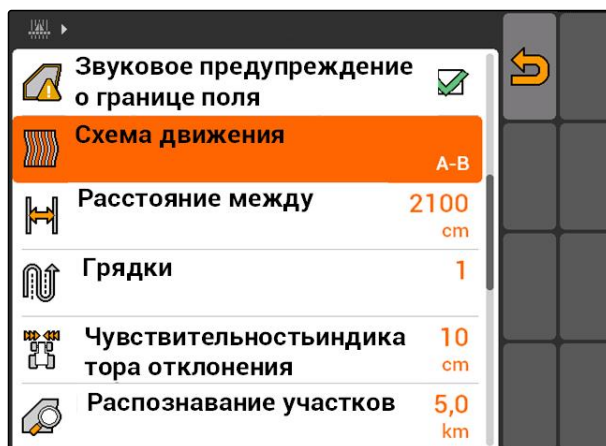 Звуковое предупреждение
о границе поля
Схема движения
A-B
Расстояние между
2100
cm
Грядки
1
Чувствительностьиндика
тора отклонения
10
cm
Распознавание участков
5,0
km